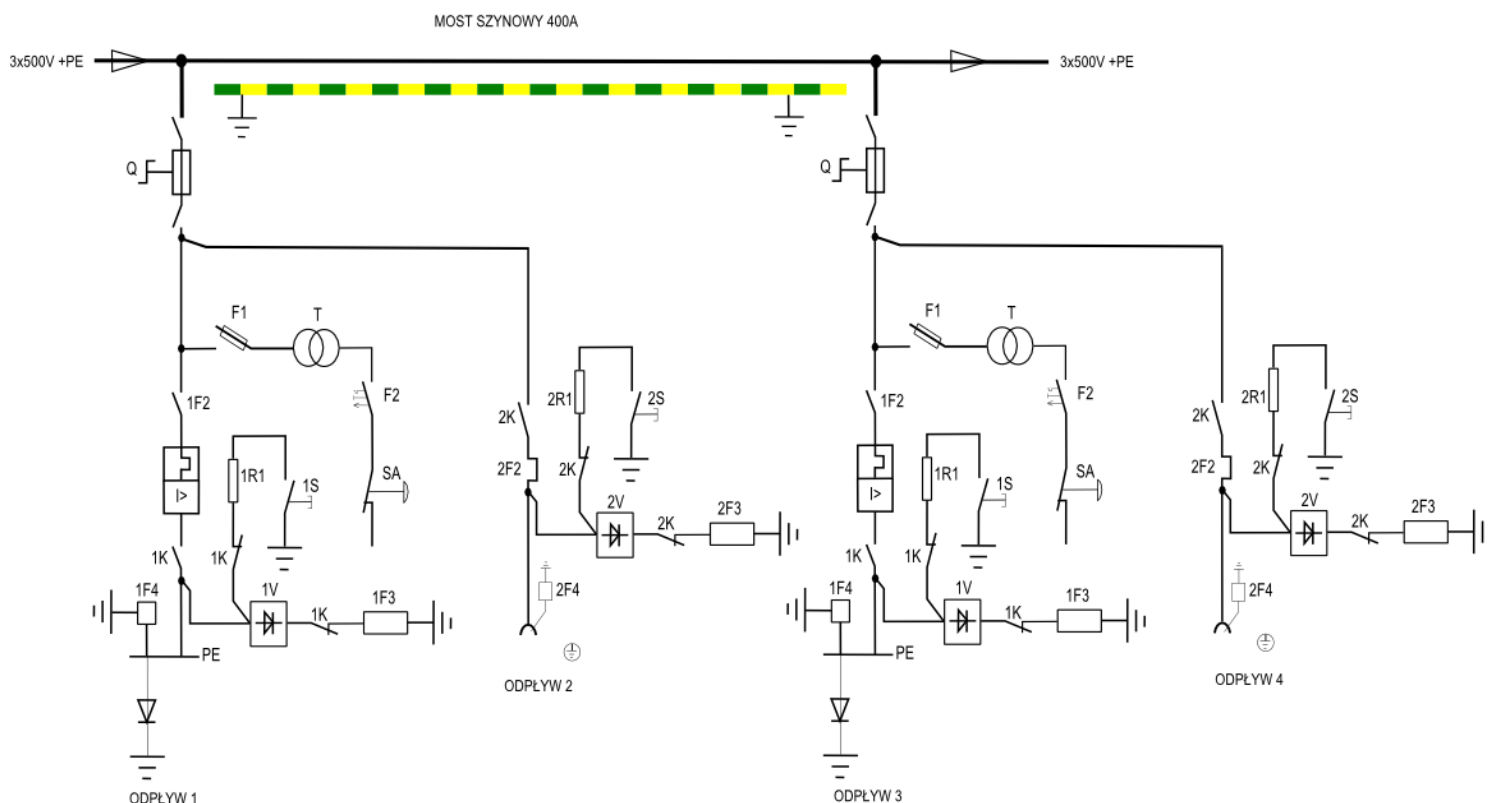 MOST SZYNOWY 400A
3x500V +PE
3x500V +PE
Q
Q
F1
T
F1
T
1F2
F2
2K
2R1
2S
1F2
F2
2K
2R1
2S
2F2
2K
2F2
2K
1R1
1S
SA
1R1
1S
SA
I>
2V
2K
2F3
I>
2V
2K
2F3
1K
1K
1K
1K
1F4
1V
1K
1F3
2F4
1F4
1V
1K
1F3
2F4
PE
PE
ODPŁYW 2
ODPŁYW 4
ODPŁYW 1
ODPŁYW 3